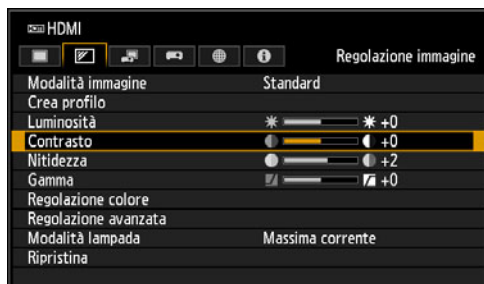 HDMI HDMI
Regolazione immagine
Modalità immagine Standard
Crea profilo
Luminosità +0
Contrasto +0
Nitidezza +2
Gamma +0
Regolazione colore
Regolazione avanzata
Modalità lampada Massima corrente
Ripristina